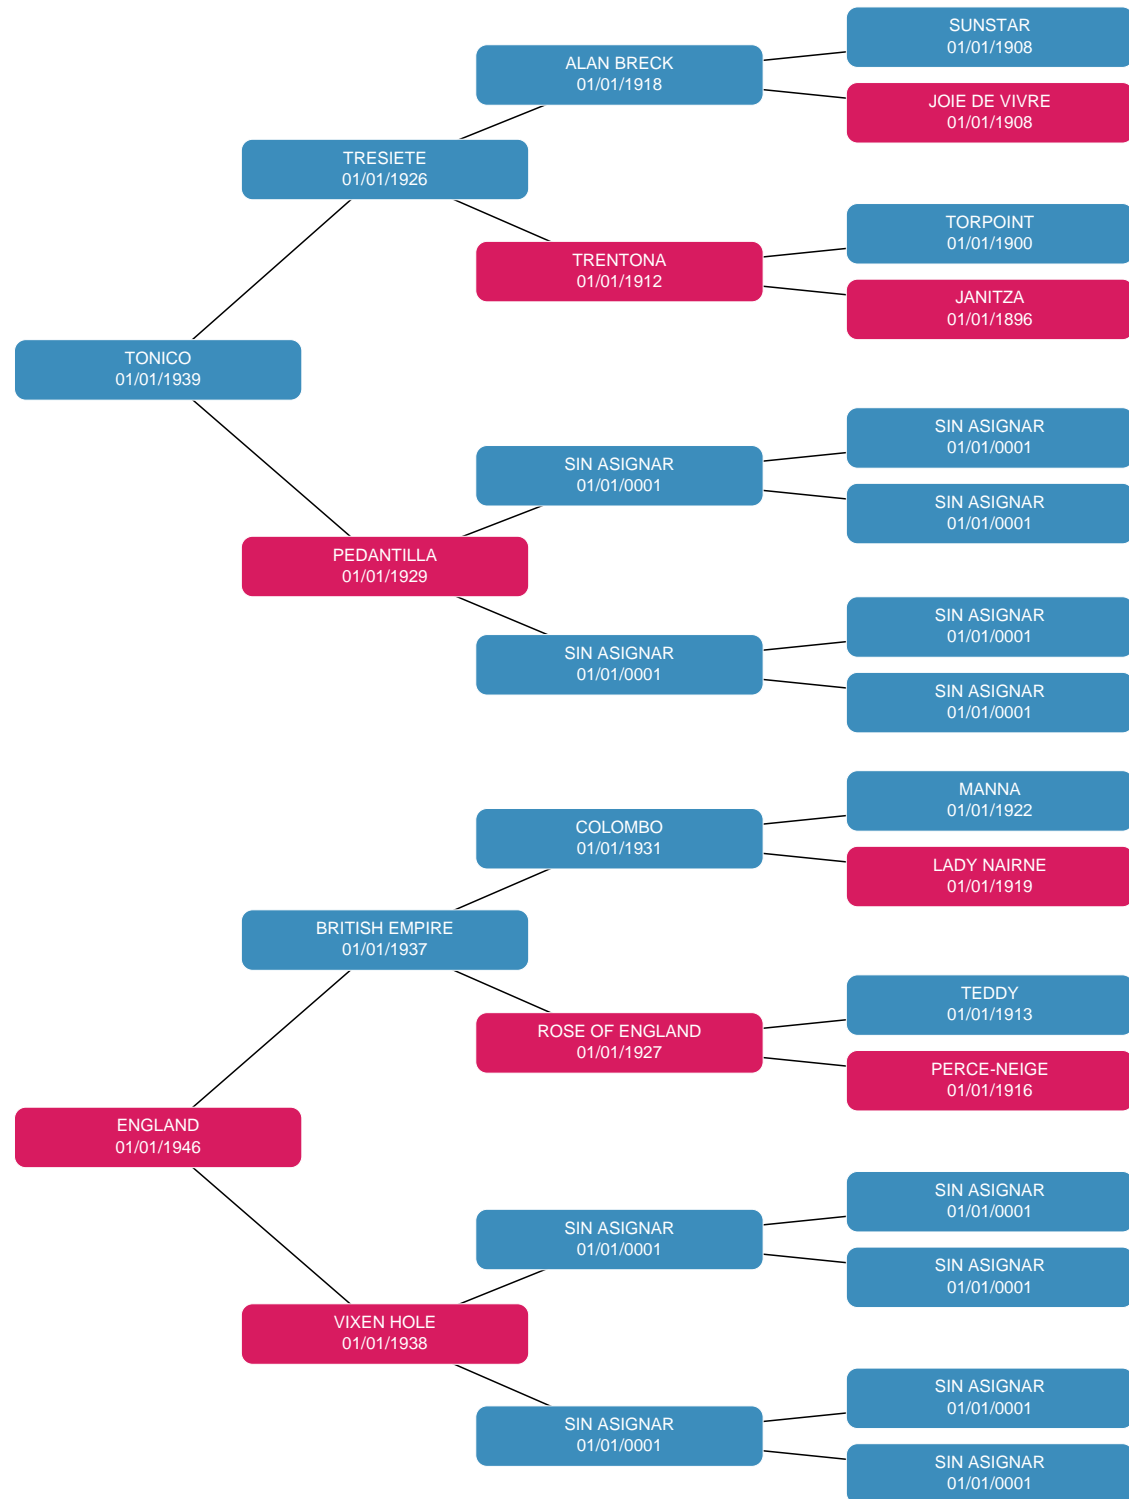 SUNSTAR
01/01/1908
ALAN BRECK
01/01/1918
JOIE DE VIVRE
01/01/1908
TRESIETE
01/01/1926
TORPOINT
01/01/1900
TRENTONA
01/01/1912
JANITZA
01/01/1896
TONICO
01/01/1939
SIN ASIGNAR
01/01/0001
SIN ASIGNAR
01/01/0001
SIN ASIGNAR
01/01/0001
PEDANTILLA
01/01/1929
SIN ASIGNAR
01/01/0001
SIN ASIGNAR
01/01/0001
SIN ASIGNAR
01/01/0001
MANNA
01/01/1922
COLOMBO
01/01/1931
LADY NAIRNE
01/01/1919
BRITISH EMPIRE
01/01/1937
TEDDY
01/01/1913
ROSE OF ENGLAND
01/01/1927
PERCE-NEIGE
01/01/1916
ENGLAND
01/01/1946
SIN ASIGNAR
01/01/0001
SIN ASIGNAR
01/01/0001
SIN ASIGNAR
01/01/0001
VIXEN HOLE
01/01/1938
SIN ASIGNAR
01/01/0001
SIN ASIGNAR
01/01/0001
SIN ASIGNAR
01/01/0001